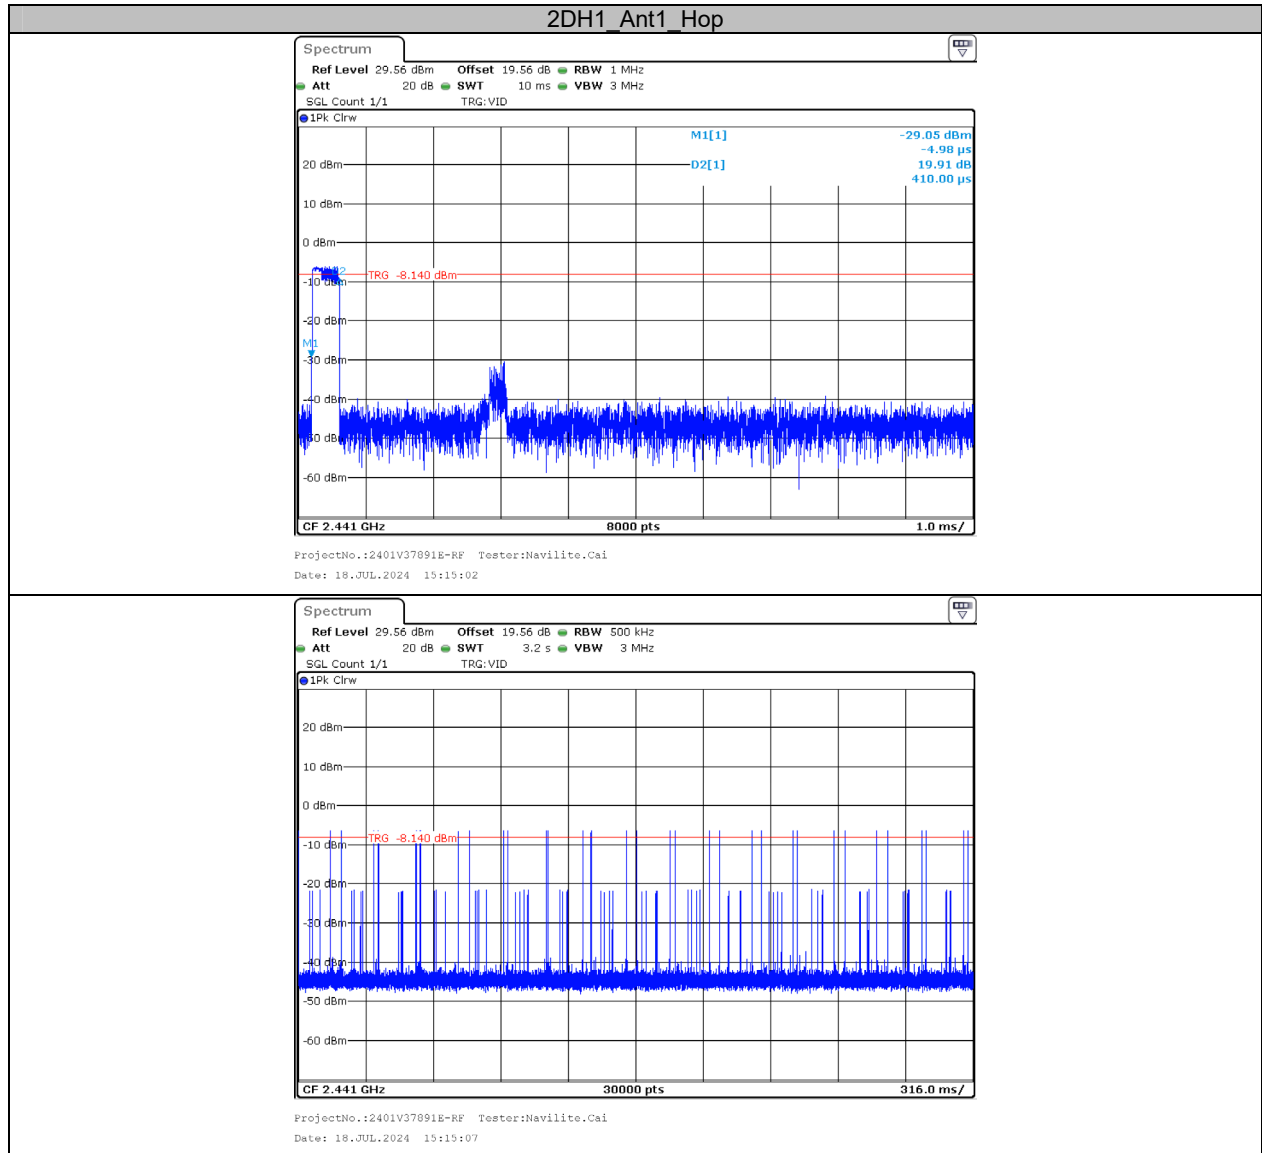 2DH1_Ant1_Hop
Spectrum
Ref Level 29.56 dBm Offset 19.56 dB RBW 1 MHz
Att 20 dB SWT 10 ms VBW 3 MHz
SGL Count 1/1 TRG:VID
1Pk Clrw
M1[1] -29.05 dBm
-4.98 µs
20 dBm D2[1] 19.91 dB
410.00 µs
10 dBm
0 dBm
TRG -8.140 dBm
-10 dBm
-20 dBm
M1
-30 dBm
-40 dBm
-50 dBm
-60 dBm
CF 2.441 GHz 8000 pts 1.0 ms/
ProjectNo.:2401V37891E-RF Tester:Navilite.Cai
Date: 18.JUL.2024 15:15:02
Spectrum
Ref Level 29.56 dBm Offset 19.56 dB RBW 500 kHz
Att 20 dB SWT 3.2 s VBW 3 MHz
SGL Count 1/1 TRG:VID
1Pk Clrw
20 dBm
10 dBm
0 dBm
TRG -8.140 dBm
-10 dBm
-20 dBm
-30 dBm
-40 dBm
-50 dBm
-60 dBm
CF 2.441 GHz 30000 pts 316.0 ms/
ProjectNo.:2401V37891E-RF Tester:Navilite.Cai
Date: 18.JUL.2024 15:15:07